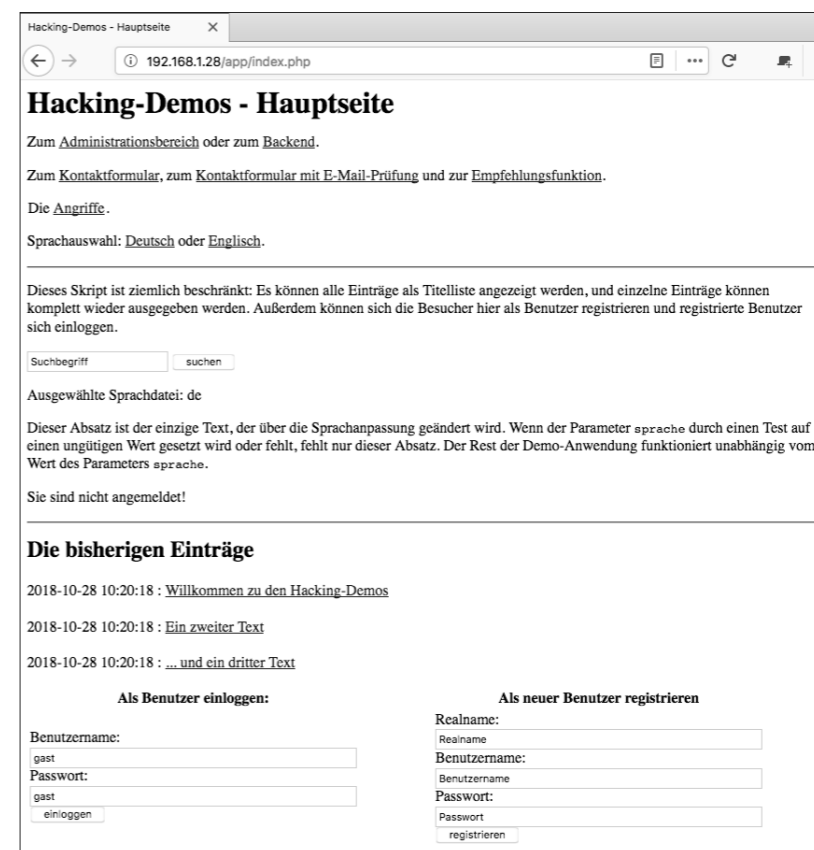 Hacking-Demos - Hauptseite
192.168.1.28/app/index.php
Hacking-Demos - Hauptseite
Zum Administrationsbereich oder zum Backend.
Zum Kontaktformular, zum Kontaktformular mit E-Mail-Prüfung und zur Empfehlungsfunktion.
Die Angriffe.
Sprachauswahl: Deutsch oder Englisch.
Dieses Skript ist ziemlich beschränkt: Es können alle Einträge als Titelliste angezeigt werden, und einzelne Einträge können
komplett wieder ausgegeben werden. Außerdem können sich die Besucher hier als Benutzer registrieren und registrierte Benutzer
sich einloggen.
Suchbegriff suchen
Ausgewählte Sprachdatei: de
Dieser Absatz ist der einzige Text, der über die Sprachanpassung geändert wird. Wenn der Parameter sprache durch einen Test auf
einen ungütigen Wert gesetzt wird oder fehlt, fehlt nur dieser Absatz. Der Rest der Demo-Anwendung funktioniert unabhängig vom
Wert des Parameters sprache.
Sie sind nicht angemeldet!
Die bisherigen Einträge
2018-10-28 10:20:18 : Willkommen zu den Hacking-Demos
2018-10-28 10:20:18 : Ein zweiter Text
2018-10-28 10:20:18 : ... und ein dritter Text
Als Benutzer einloggen:
Benutzername:
gast
Passwort:
gast
einloggen
Als neuer Benutzer registrieren
Realname:
Realname
Benutzername:
Benutzername
Passwort:
Passwort
registrieren